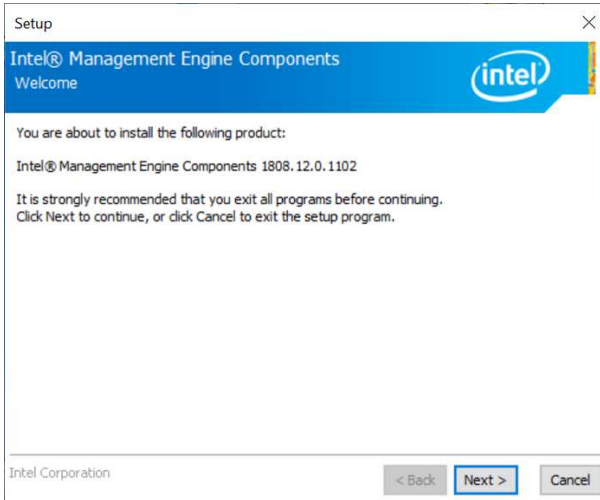 Setup
Intel® Management Engine Components
Welcome
intel
You are about to install the following product:
Intel® Management Engine Components 1808.12.0.1102
It is strongly recommended that you exit all programs before continuing.
Click Next to continue, or click Cancel to exit the setup program.
Intel Corporation
< Back
Next >
Cancel